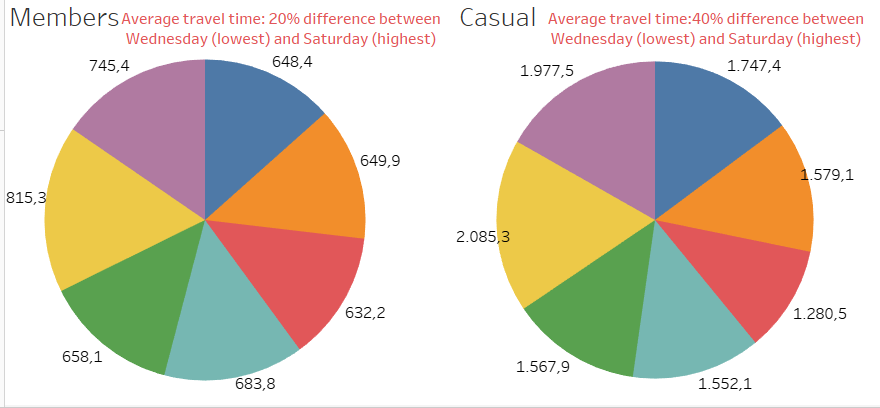 Members
Average travel time: 20% difference between
Wednesday (lowest) and Saturday (highest)
745,4
648,4
649,9
815,3
632,2
658,1
683,8
Casual
Average travel time:40% difference between
Wednesday (lowest) and Saturday (highest)
1.977,5
1.747,4
1.579,1
2.085,3
1.280,5
1.567,9
1.552,1